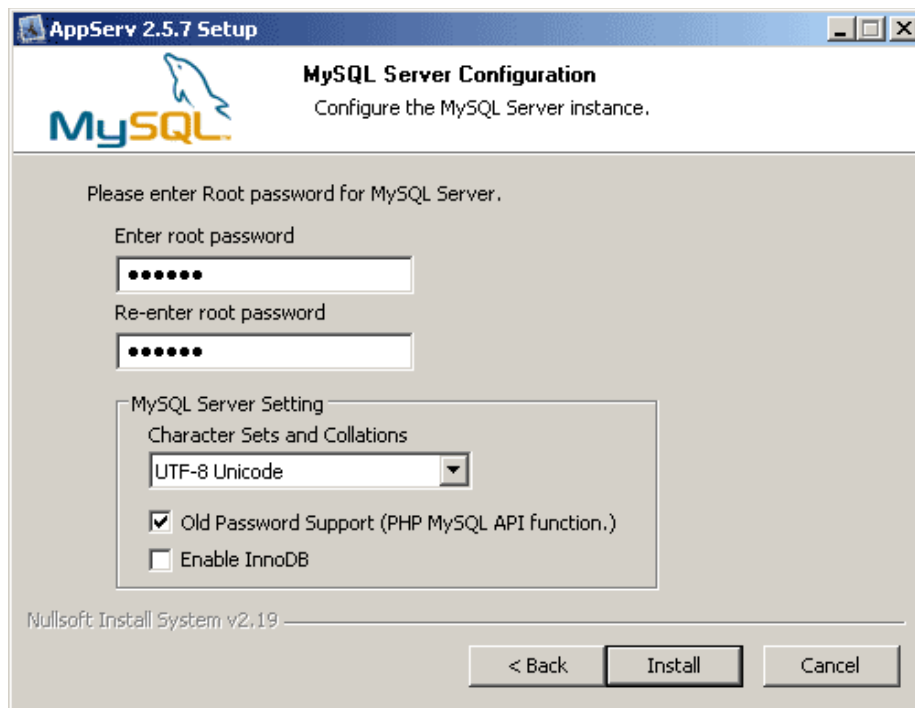 AppServ 2.5.7 Setup
MySQL
MySQL Server Configuration
Configure the MySQL Server instance.
Please enter Root password for MySQL Server.
Enter root password
••••••
Re-enter root password
••••••
MySQL Server Setting
Character Sets and Collations
UTF-8 Unicode
Old Password Support (PHP MySQL API function.)
Enable InnoDB
Nullsoft Install System v2.19
< Back Install Cancel